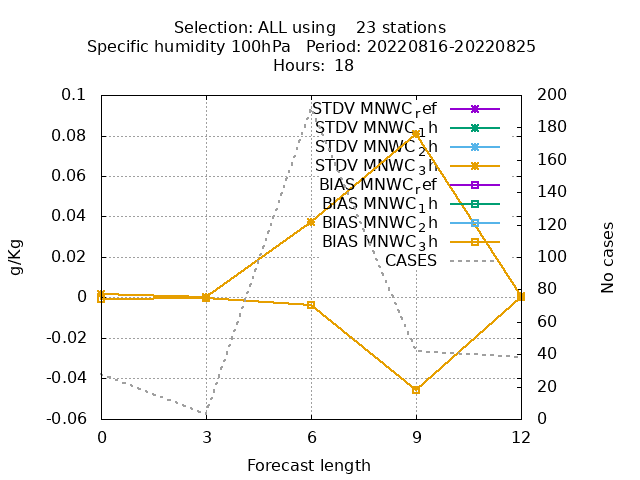 Selection: ALL using    23 stations
Specific humidity 100hPa   Period: 20220816-20220825
Hours:  18
0.1
0.08
0.06
0.04
0.02
0
-0.02
-0.04
-0.06
200
180
160
140
120
100
80
60
40
20
0
STDV MNWC_ref
STDV MNWC_1h
STDV MNWC_2h
STDV MNWC_3h
BIAS MNWC_ref
BIAS MNWC_1h
BIAS MNWC_2h
BIAS MNWC_3h
CASES
g/Kg
No cases
0 3 6 9 12
Forecast length